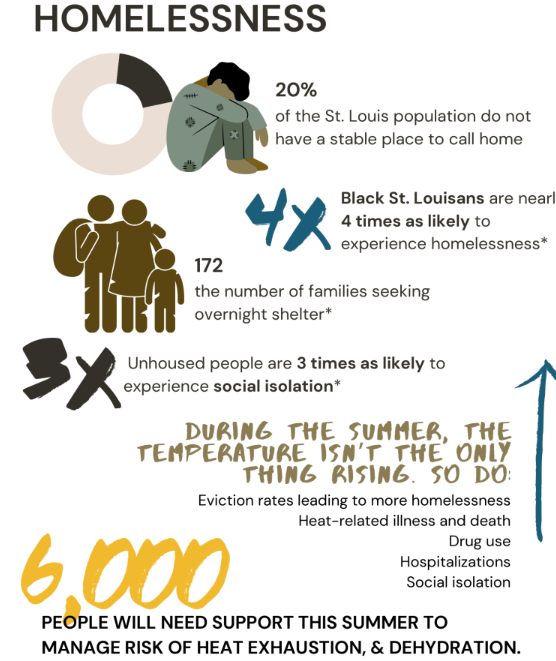 HOMELESSNESS
20%
of the St. Louis population do not
have a stable place to call home
4X
Black St. Louisans are nearl
4 times as likely to
experience homelessness*
172
the number of families seeking
overnight shelter*
3X
Unhoused people are 3 times as likely to
experience social isolation*
DURING THE SUMMER, THE
TEMPERATURE ISN'T THE ONLY
THING RISING. SO DO:
Eviction rates leading to more homelessness
Heat-related illness and death
Drug use
Hospitalizations
Social isolation
6,000
PEOPLE WILL NEED SUPPORT THIS SUMMER TO
MANAGE RISK OF HEAT EXHAUSTION, & DEHYDRATION.